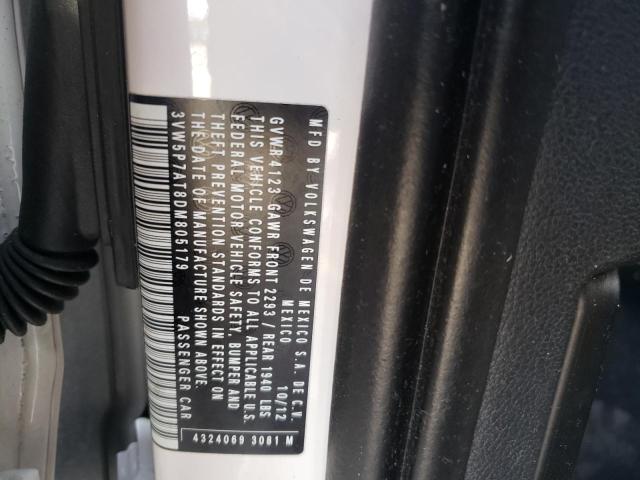 MFD BY VOLKSWAGEN DE MEXICO S.A. DE C.V.
MEXICO 10/12
GVWR 4123 GAWR FRONT 2293 / REAR 1940 LBS
THIS VEHICLE CONFORMS TO ALL APPLICABLE U.S.
FEDERAL MOTOR VEHICLE SAFETY, BUMPER AND
THEFT PREVENTION STANDARDS IN EFFECT ON
THE DATE OF MANUFACTURE SHOWN ABOVE.
3VW5P7AT8DM805179 PASSENGER CAR
4324069 3081 M